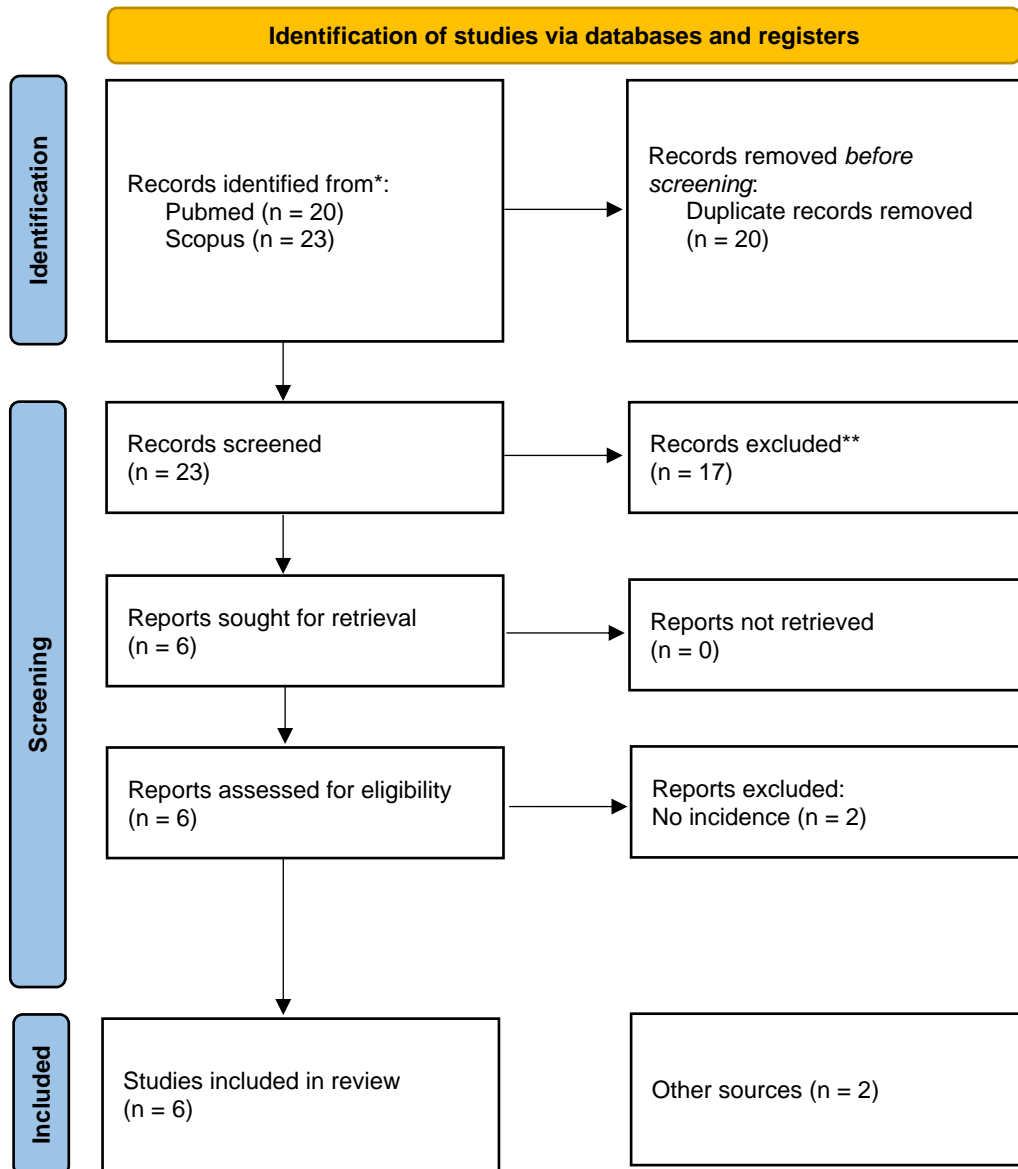 Identification of studies via databases and registers
Identification
Records identified from*:
Pubmed (n = 20)
Scopus (n = 23)
Records removed before
screening:
Duplicate records removed
(n = 20)
Screening
Records screened
(n = 23)
Records excluded**
(n = 17)
Reports sought for retrieval
(n = 6)
Reports not retrieved
(n = 0)
Reports assessed for eligibility
(n = 6)
Reports excluded:
No incidence (n = 2)
Included
Studies included in review
(n = 6)
Other sources (n = 2)